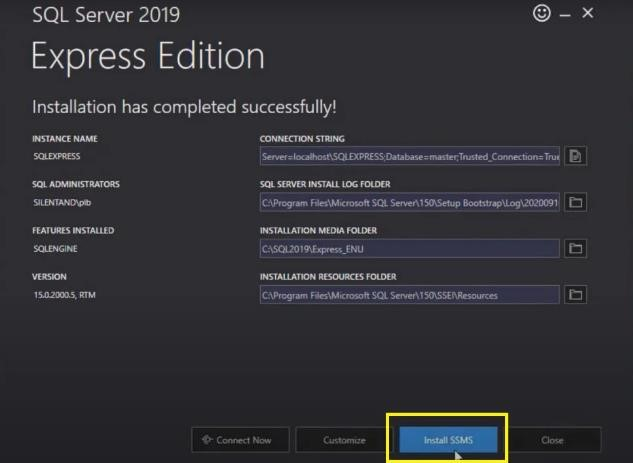 SQL Server 2019
Express Edition
Installation has completed successfully!
INSTANCE NAME
SQLEXPRESS
CONNECTION STRING
Server=localhost\SQLEXPRESS;Database=master;Trusted_Connection=True
SQL ADMINISTRATORS
SILENTAND\plb
SQL SERVER INSTALL LOG FOLDER
C:\Program Files\Microsoft SQL Server\150\Setup Bootstrap\Log\2020091
FEATURES INSTALLED
SQLENGINE
INSTALLATION MEDIA FOLDER
C:\SQL2019\Express_ENU
VERSION
15.0.2000.5, RTM
INSTALLATION RESOURCES FOLDER
C:\Program Files\Microsoft SQL Server\150\SSEI\Resources
Connect Now
Customize
Install SSMS
Close